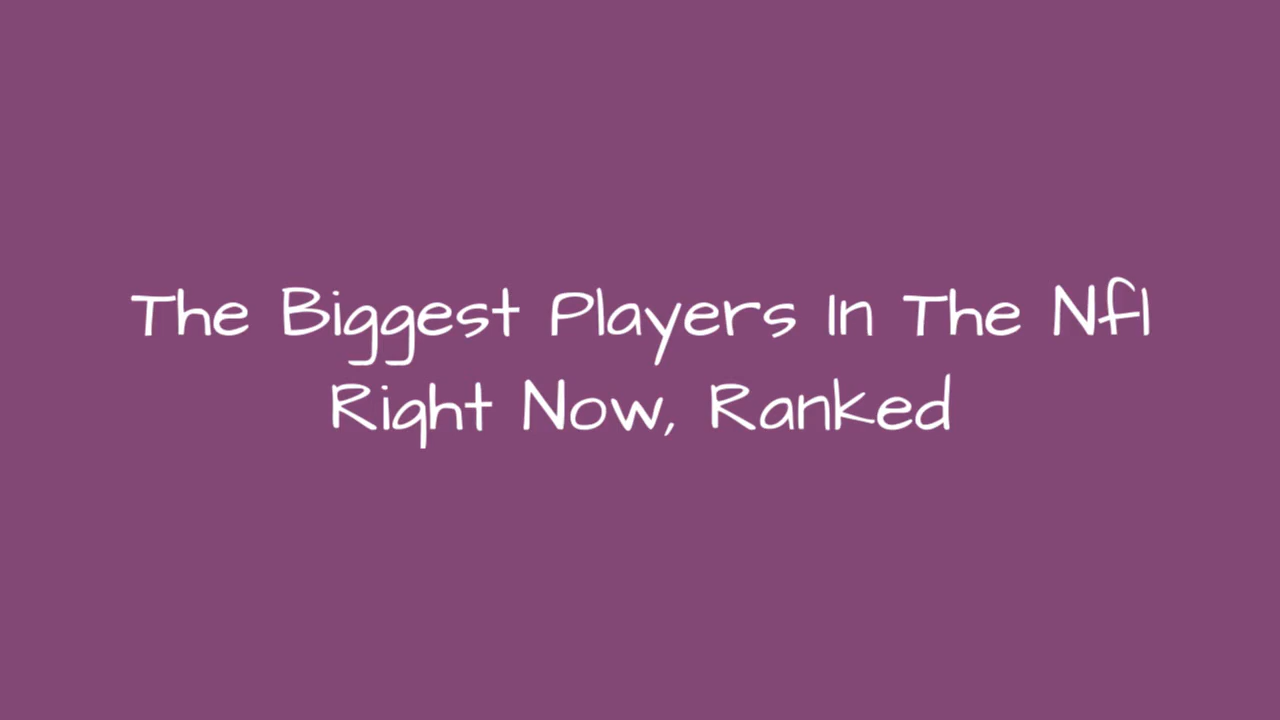 The Biggest Players In The Nfl
Right Now, Ranked